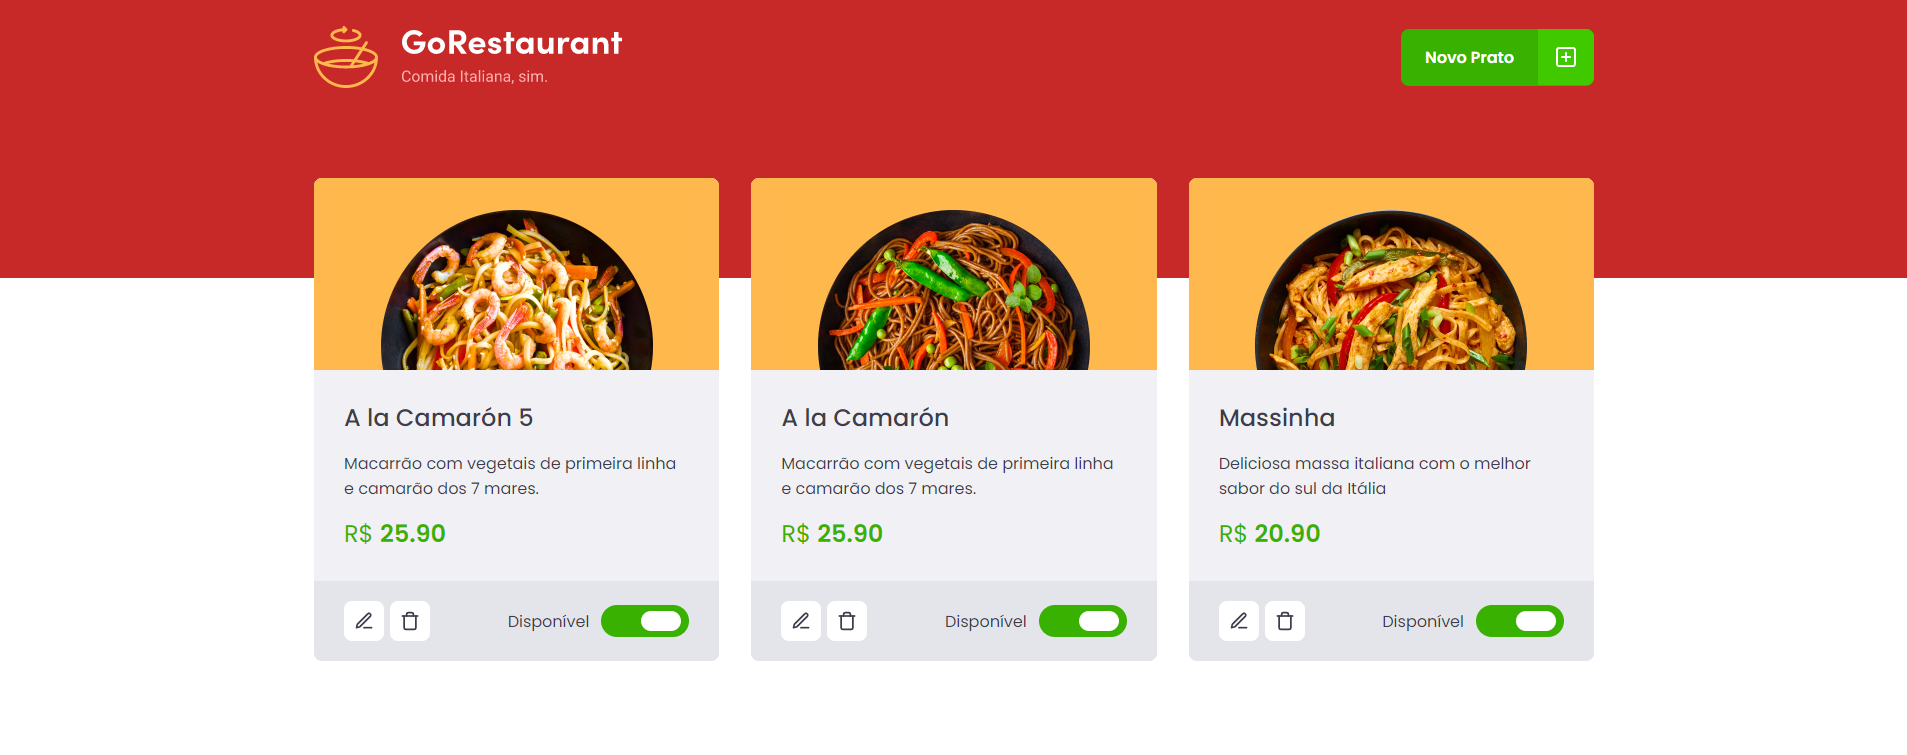 GoRestaurant
Comida Italiana, sim.
Novo Prato
A la Camarón 5
Macarrão com vegetais de primeira linha
e camarão dos 7 mares.
R$ 25.90
Disponível
A la Camarón
Macarrão com vegetais de primeira linha
e camarão dos 7 mares.
R$ 25.90
Disponível
Massinha
Deliciosa massa italiana com o melhor
sabor do sul da Itália
R$ 20.90
Disponível